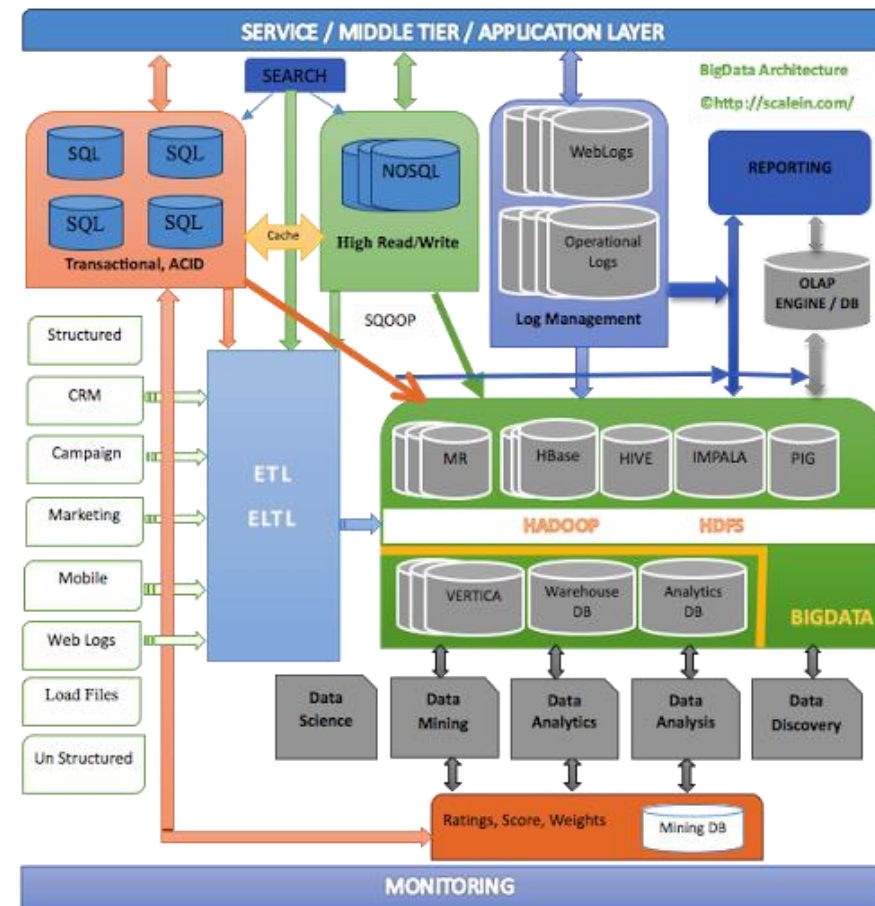 SERVICE / MIDDLE TIER / APPLICATION LAYER
SEARCH
BigData Architecture
©http://scalein.com/
SQL
SQL
SQL
SQL
Transactional, ACID
Cache
NOSQL
High Read/Write
WebLogs
Operational
Logs
Log Management
REPORTING
OLAP
ENGINE / DB
SQOOP
Structured
CRM
Campaign
Marketing
Mobile
Web Logs
Load Files
Un Structured
ETL
ELTL
MR
HBase
HIVE
IMPALA
PIG
HADOOP
HDFS
VERTICA
Warehouse
DB
Analytics
DB
BIGDATA
Data
Science
Data
Mining
Data
Analytics
Data
Analysis
Data
Discovery
Ratings, Score, Weights
Mining DB
MONITORING